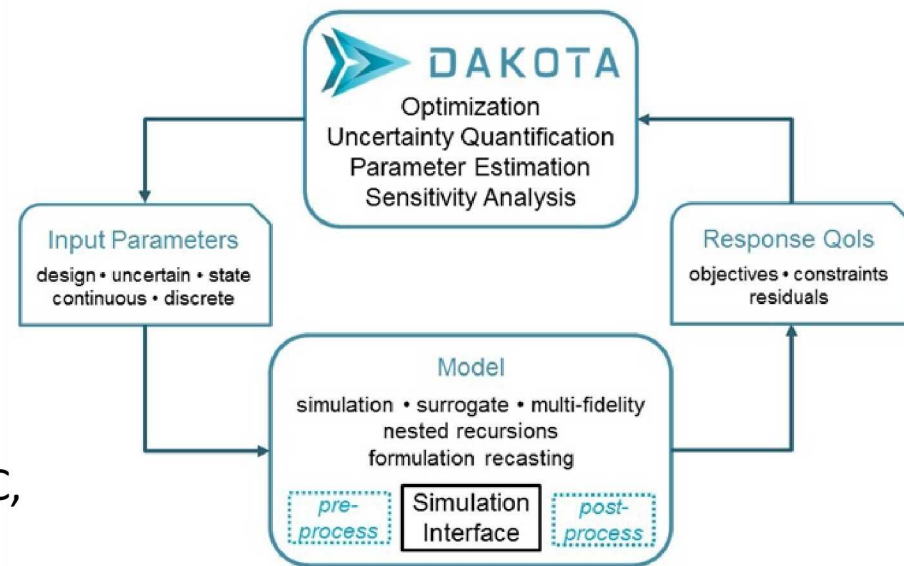 DAKOTA
Optimization
Uncertainty Quantification
Parameter Estimation
Sensitivity Analysis
Input Parameters
design • uncertain • state
continuous • discrete
Response QoIs
objectives • constraints
residuals
Model
simulation • surrogate • multi-fidelity
nested recursions
formulation recasting
pre-
process
Simulation
Interface
post-
process
C,